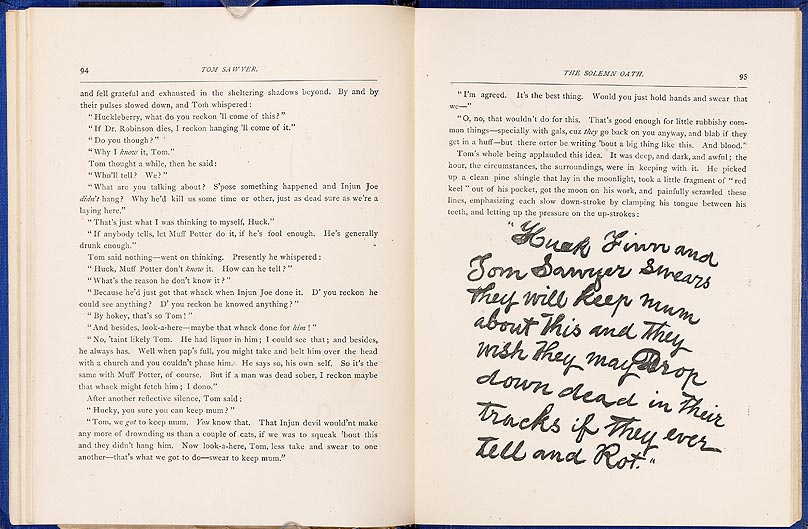 94
TOM SAWYER.
and fell grateful and exhausted in the sheltering shadows beyond. By and by
their pulses slowed down, and Tom whispered:
"Huckleberry, what do you reckon 'll come of this?"
"If Dr. Robinson dies, I reckon hanging 'll come of it."
"Do you though?"
"Why I know it, Tom."
Tom thought a while, then he said:
"Who'll tell? We?"
"What are you talking about? S'pose something happened and Injun Joe
didn't hang? Why he'd kill us some time or other, just as dead sure as we're a
laying here."
"That's just what I was thinking to myself, Huck."
"If anybody tells, let Muff Potter do it, if he's fool enough. He's generally
drunk enough."
Tom said nothing—went on thinking. Presently he whispered:
"Huck, Muff Potter don't know it. How can he tell?"
"What's the reason he don't know it?"
"Because he'd just got that whack when Injun Joe done it. D' you reckon he
could see anything? D' you reckon he knowed anything?"
"By hokey, that's so Tom!"
"And besides, look-a-here—maybe that whack done for him!"
"No, 'taint likely Tom. He had liquor in him; I could see that; and besides,
he always has. Well when pap's full, you might take and belt him over the head
with a church and you couldn't phase him. He says so, his own self. So it's the
same with Muff Potter, of course. But if a man was dead sober, I reckon maybe
that whack might fetch him; I dono."
After another reflective silence, Tom said:
"Hucky, you sure you can keep mum?"
"Tom, we got to keep mum. You know that. That Injun devil would'nt make
any more of drownding us than a couple of cats, if we was to squeak 'bout this
and they didn't hang him. Now look-a-here, Tom, less take and swear to one
another—that's what we got to do—swear to keep mum."
THE SOLEMN OATH.
95
"I'm agreed. It's the best thing. Would you just hold hands and swear that
we—"
"O, no, that wouldn't do for this. That's good enough for little rubbishy com-
mon things—specially with gals, cuz they go back on you anyway, and blab if they
get in a huff—but there orter be writing 'bout a big thing like this. And blood."
Tom's whole being applauded this idea. It was deep, and dark, and awful; the
hour, the circumstances, the surroundings, were in keeping with it. He picked
up a clean pine shingle that lay in the moonlight, took a little fragment of "red
keel" out of his pocket, got the moon on his work, and painfully scrawled these
lines, emphasizing each slow down-stroke by clamping his tongue between his
teeth, and letting up the pressure on the up-strokes:
"Huck Finn and
Tom Sawyer Swears
they will keep mum
about this and they
wish they may Drop
down dead in Their
tracks if they ever
tell and Rot."